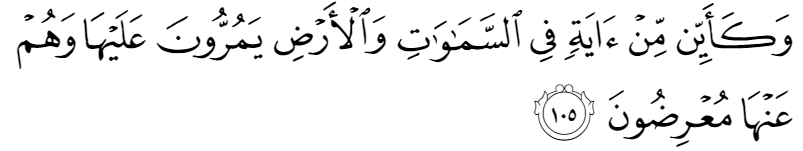 وَكَأَيِّن مِّنْ ءَايَةٍ فِى ٱلسَّمَـٰوَٰتِ وَٱلْأَرْضِ يَمُرُّونَ عَلَيْهَا وَهُمْ
عَنْهَا مُعْرِضُونَ ١٠٥